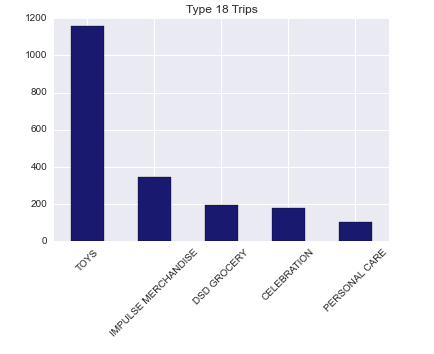 Type 18 Trips
1200
1000
800
600
400
200
0
TOYS
IMPULSE MERCHANDISE
DSD GROCERY
CELEBRATION
PERSONAL CARE